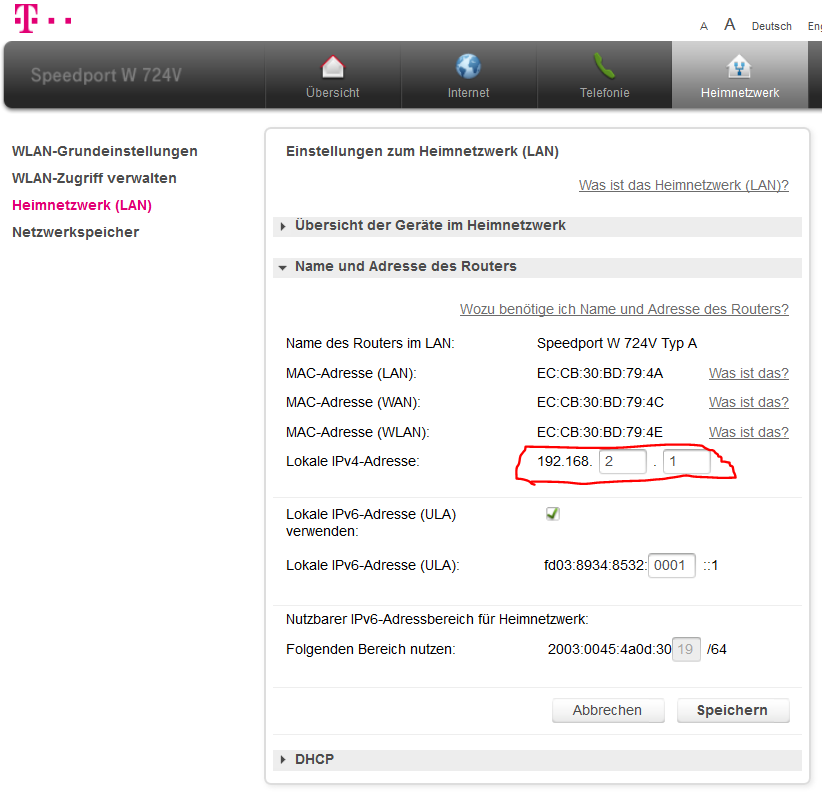 T
A A Deutsch
Speedport W 724V
Übersicht Internet Telefonie Heimnetzwerk
WLAN-Grundeinstellungen
WLAN-Zugriff verwalten
Heimnetzwerk (LAN)
Netzwerkspeicher
Einstellungen zum Heimnetzwerk (LAN)
Was ist das Heimnetzwerk (LAN)?
Übersicht der Geräte im Heimnetzwerk
Name und Adresse des Routers
Wozu benötige ich Name und Adresse des Routers?
Name des Routers im LAN: Speedport W 724V Typ A
MAC-Adresse (LAN): EC:CB:30:BD:79:4A Was ist das?
MAC-Adresse (WAN): EC:CB:30:BD:79:4C Was ist das?
MAC-Adresse (WLAN): EC:CB:30:BD:79:4E Was ist das?
Lokale IPv4-Adresse: 192.168. 2 . 1
Lokale IPv6-Adresse (ULA)
verwenden:
Lokale IPv6-Adresse (ULA): fd03:8934:8532: 0001 ::1
Nutzbarer IPv6-Adressbereich für Heimnetzwerk:
Folgenden Bereich nutzen: 2003:0045:4a0d:30 19 /64
Abbrechen Speichern
DHCP